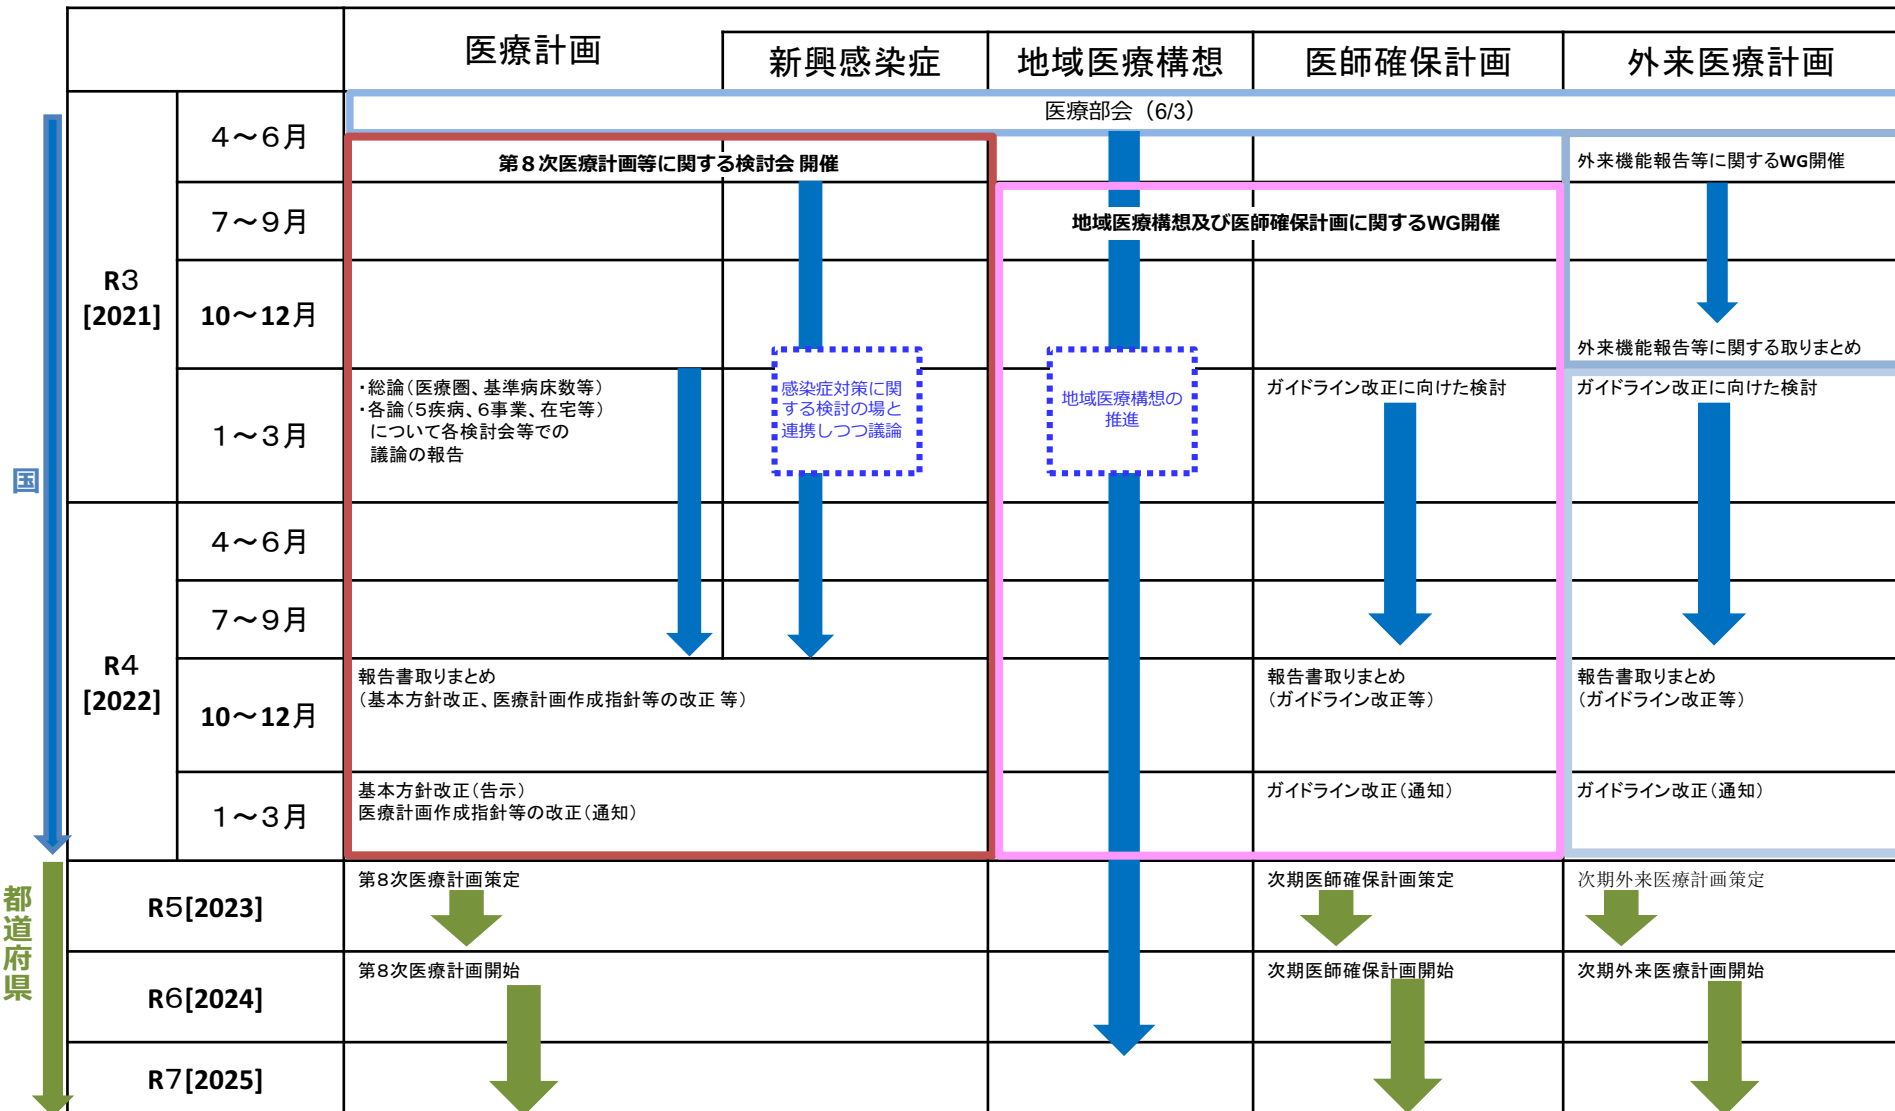 医療計画
新興感染症
地域医療構想
医師確保計画
外来医療計画
国
都道府県
R3
[2021]
4～6月
医療部会（6/3）
第８次医療計画等に関する検討会 開催
外来機能報告等に関するWG開催
7～9月
地域医療構想及び医師確保計画に関するWG開催
10～12月
外来機能報告等に関する取りまとめ
1～3月
・総論（医療圏、基準病床数等）
・各論（5疾病、6事業、在宅等）
について各検討会等での
議論の報告
感染症対策に関
する検討の場と
連携しつつ議論
地域医療構想の
推進
ガイドライン改正に向けた検討
ガイドライン改正に向けた検討
R4
[2022]
4～6月
7～9月
10～12月
報告書取りまとめ
（基本方針改正、医療計画作成指針等の改正 等）
報告書取りまとめ
（ガイドライン改正等）
報告書取りまとめ
（ガイドライン改正等）
1～3月
基本方針改正（告示）
医療計画作成指針等の改正（通知）
ガイドライン改正（通知）
ガイドライン改正（通知）
R5[2023]
第8次医療計画策定
次期医師確保計画策定
次期外来医療計画策定
R6[2024]
第8次医療計画開始
次期医師確保計画開始
次期外来医療計画開始
R7[2025]